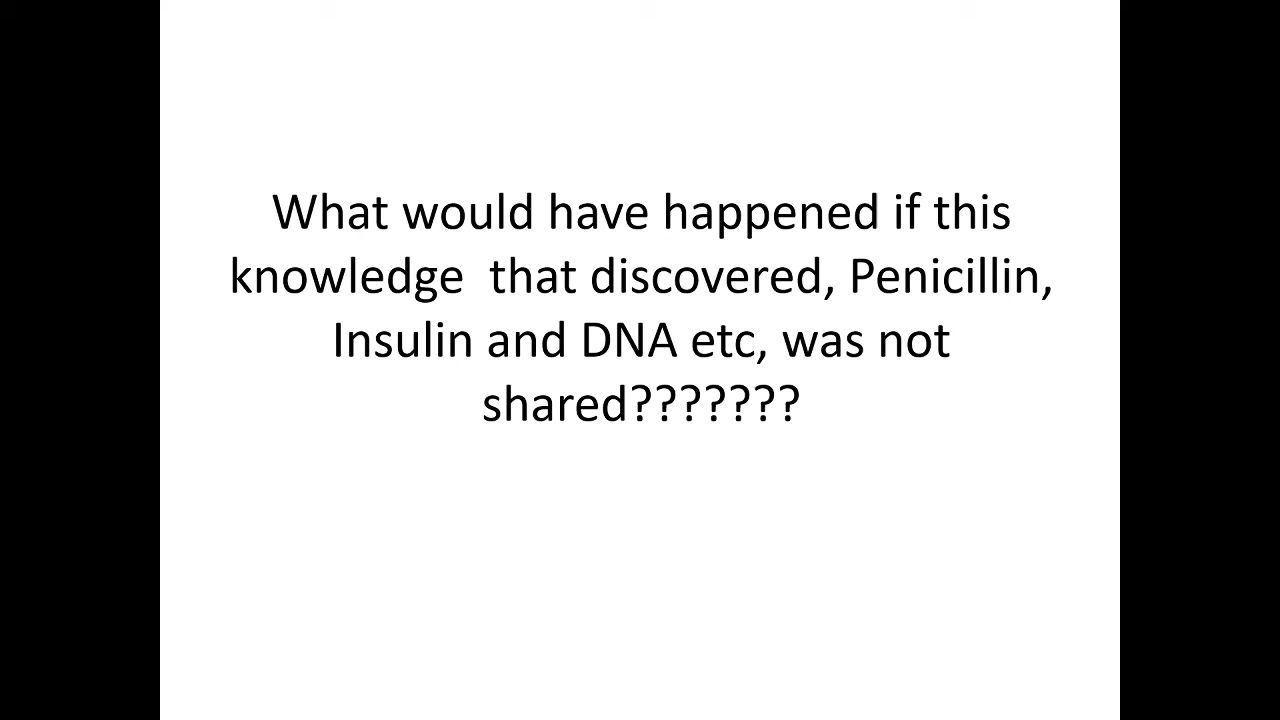 What would have happened if this
knowledge  that discovered, Penicillin,
Insulin and DNA etc, was not
shared???????